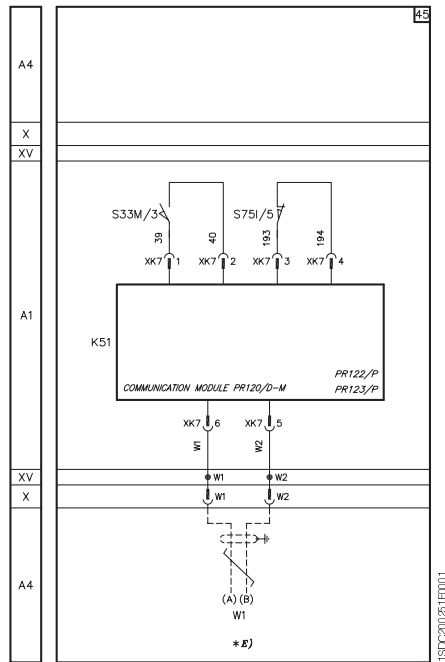 45
A4
X
XV
S33M/3
S75I/5
39
40
193
194
XK7 1
XK7 2
XK7 3
XK7 4
A1
K51
PR122/P
COMMUNICATION MODULE PR120/D-M
PR123/P
XK7 6
XK7 5
W1
W2
XV
W1
W2
X
W1
W2
A4
(A) (B)
W1
*E)
1SDC200251F0001